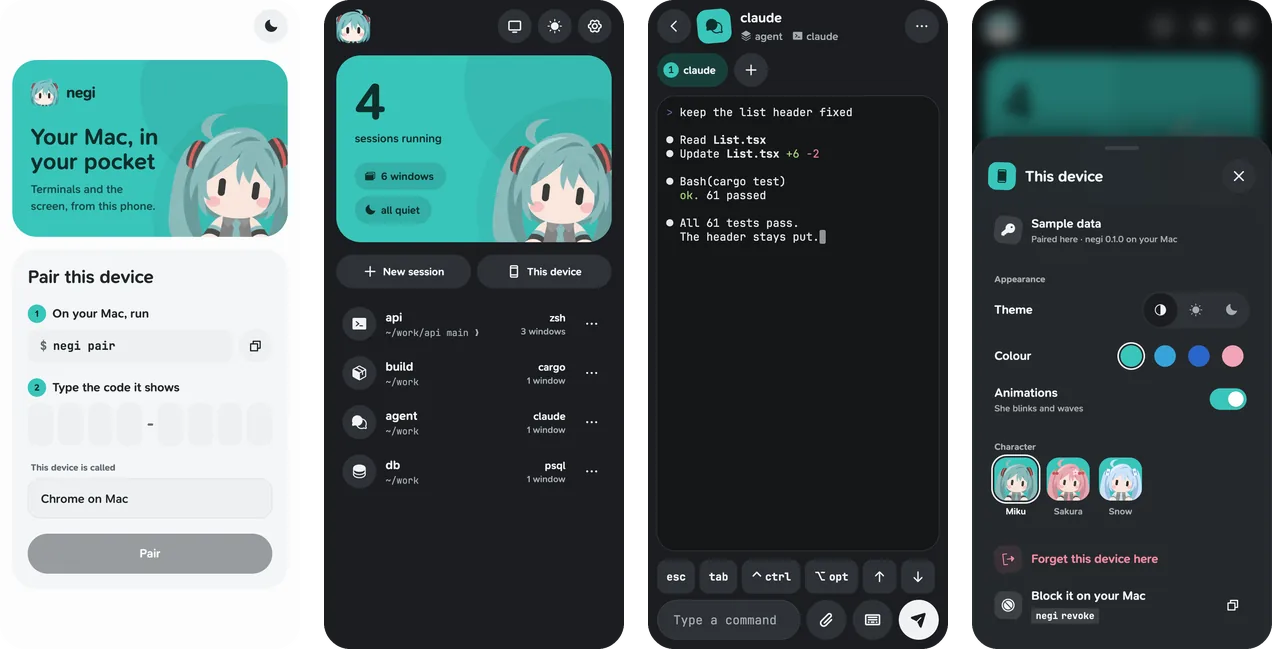 negi
Your Mac, in
your pocket
Terminals and the
screen, from this phone.
Pair this device
1 On your Mac, run
$ negi pair
2 Type the code it shows
-
This device is called
Chrome on Mac
Pair
4
sessions running
6 windows
all quiet
New session
This device
api
zsh
~/work/api main )
3 windows
build
cargo
~/work
1 window
agent
claude
~/work
1 window
db
psql
~/work
1 window
claude
agent claude
1 claude
> keep the list header fixed
● Read List.tsx
● Update List.tsx +6 -2
● Bash(cargo test)
ok. 61 passed
● All 61 tests pass.
The header stays put.
esc tab ^ctrl ⌥opt ↑ ↓
Type a command
4
This device
Sample data
Paired here · negi 0.1.0 on your Mac
Appearance
Theme
Colour
Animations
She blinks and waves
Character
Miku Sakura Snow
Forget this device here
Block it on your Mac
negi revoke